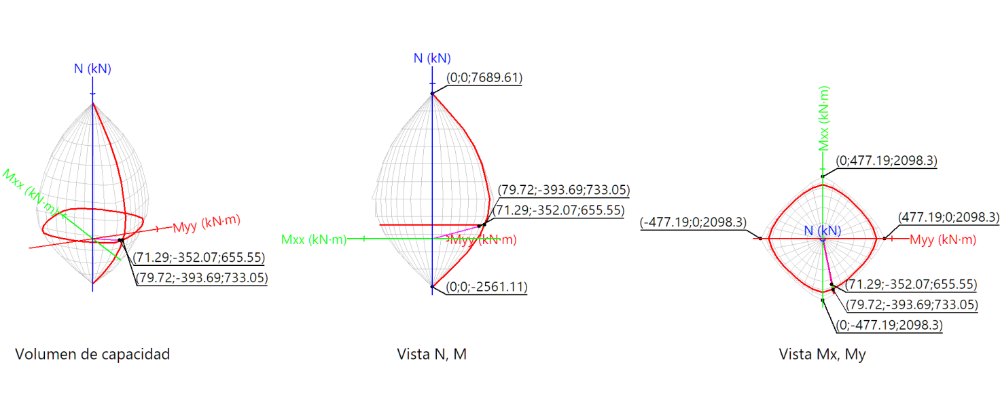 N (kN)
Mxx (kN·m)
Myy (kN·m)
(71.29;-352.07;655.55)
(79.72;-393.69;733.05)
Volumen de capacidad
N (kN)
(0;0;7689.61)
(79.72;-393.69;733.05)
(71.29;-352.07;655.55)
Mxx (kN·m)
Myy (kN·m)
(0;0;-2561.11)
Vista N, M
Mxx (kN·m)
(0;477.19;2098.3)
(-477.19;0;2098.3)
(477.19;0;2098.3)
N (kN)
Myy (kN·m)
(71.29;-352.07;655.55)
(79.72;-393.69;733.05)
(0;-477.19;2098.3)
Vista Mx, My